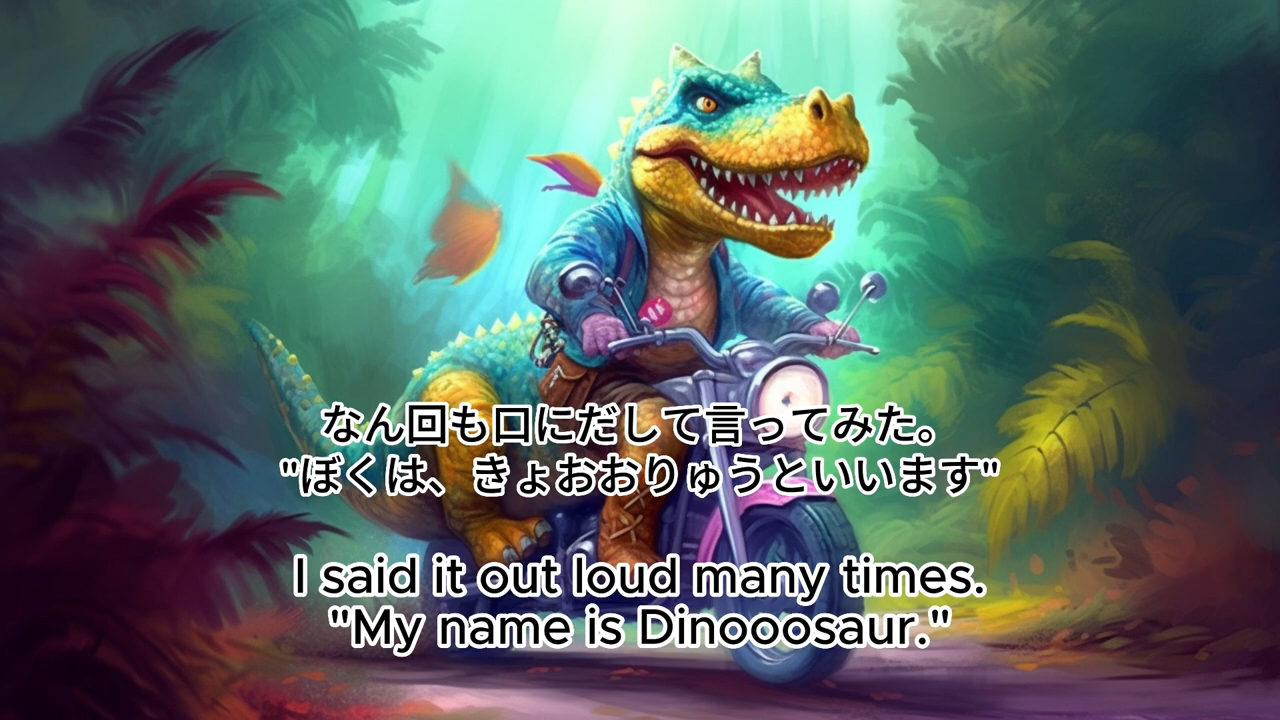 なん回も口にだして言ってみた。
"ぼくは、きょおおりゅうといいます"
I said it out loud many times.
"My name is Dinooosaur."